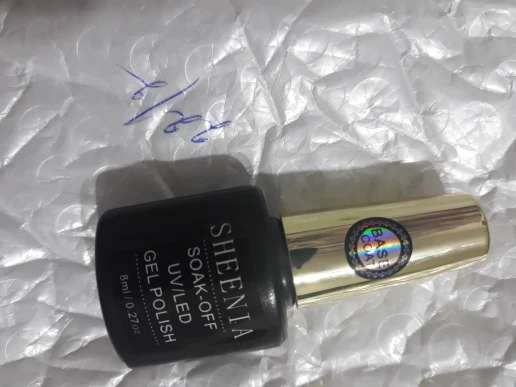 SHEENIA
SOAK-OFF
UV/LED
GEL POLISH
8ml / 0.27oz
BASE
COAT